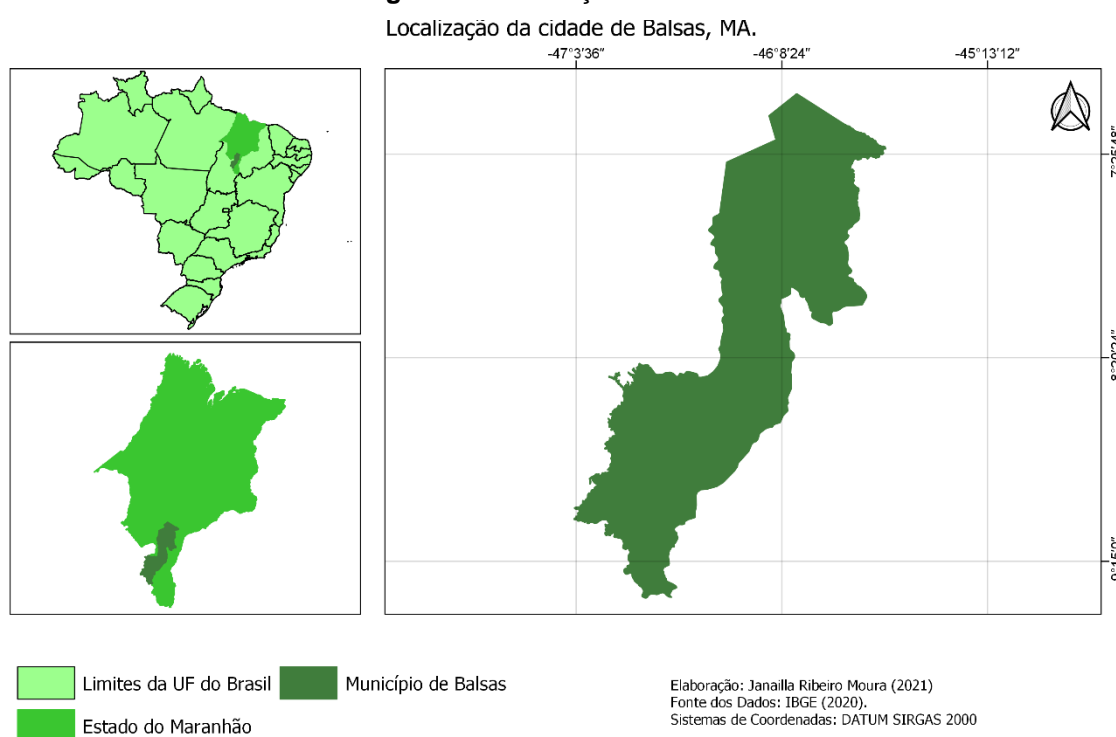 Localização da cidade de Balsas, MA.
-47°3′36″
-46°8′24″
-45°13′12″
Limites da UF do Brasil
Município de Balsas
Estado do Maranhão
Elaboração: Janailla Ribeiro Moura (2021)
Fonte dos Dados: IBGE (2020).
Sistemas de Coordenadas: DATUM SIRGAS 2000